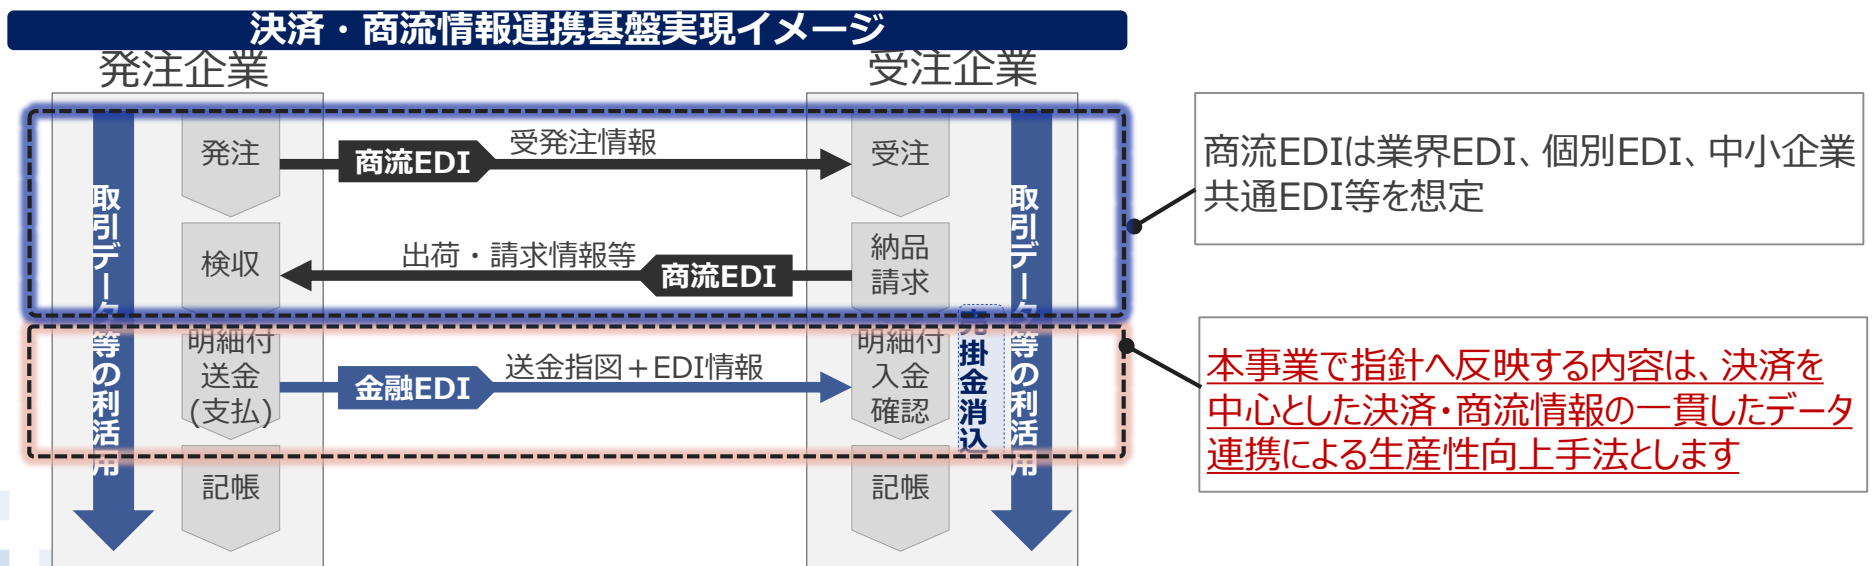 決済・商流情報連携基盤実現イメージ
発注企業
受注企業
取引データ等の利活用
発注
商流EDI
受発注情報
受注
検収
出荷・請求情報等
商流EDI
納品
請求
明細付
送金
(支払)
金融EDI
送金指図＋EDI情報
明細付
入金
確認
売掛金消込
取引データ等の利活用
記帳
記帳
商流EDIは業界EDI、個別EDI、中小企業
共通EDI等を想定
本事業で指針へ反映する内容は、決済を
中心とした決済・商流情報の一貫したデータ
連携による生産性向上手法とします